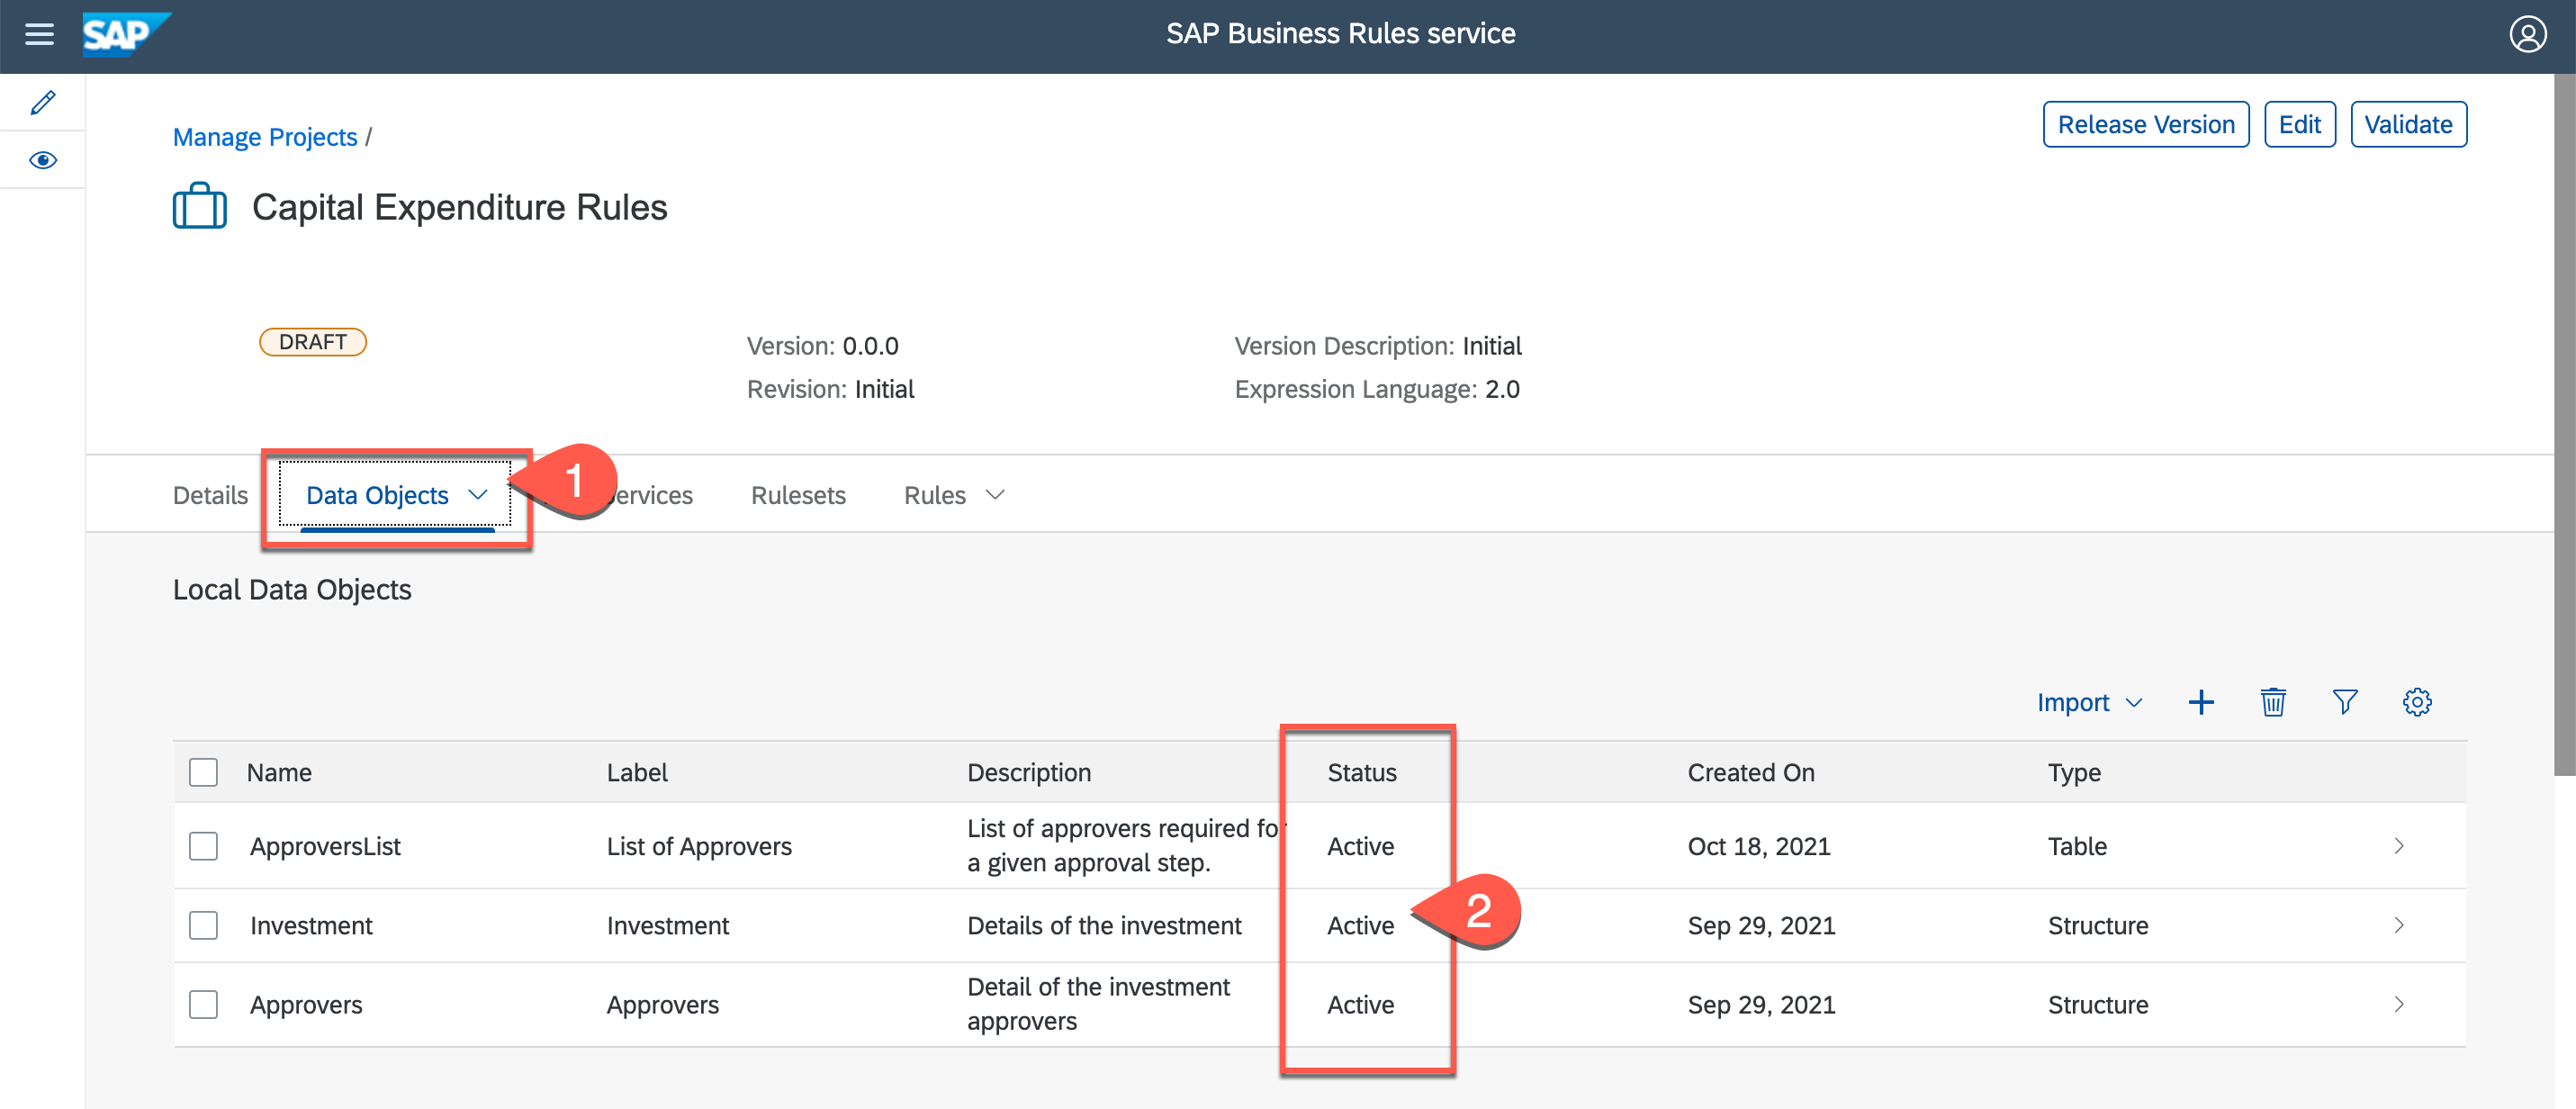 SAP
SAP Business Rules service
Manage Projects /
Release Version
Edit
Validate
Capital Expenditure Rules
DRAFT
Version: 0.0.0
Version Description: Initial
Revision: Initial
Expression Language: 2.0
Details
Data Objects
1
ervices
Rulesets
Rules
Local Data Objects
Import
Name Label Description Status Created On Type
ApproversList List of Approvers List of approvers required for
a given approval step. Active Oct 18, 2021 Table
Investment Investment Details of the investment Active Sep 29, 2021 Structure
2
Approvers Approvers Detail of the investment
approvers Active Sep 29, 2021 Structure